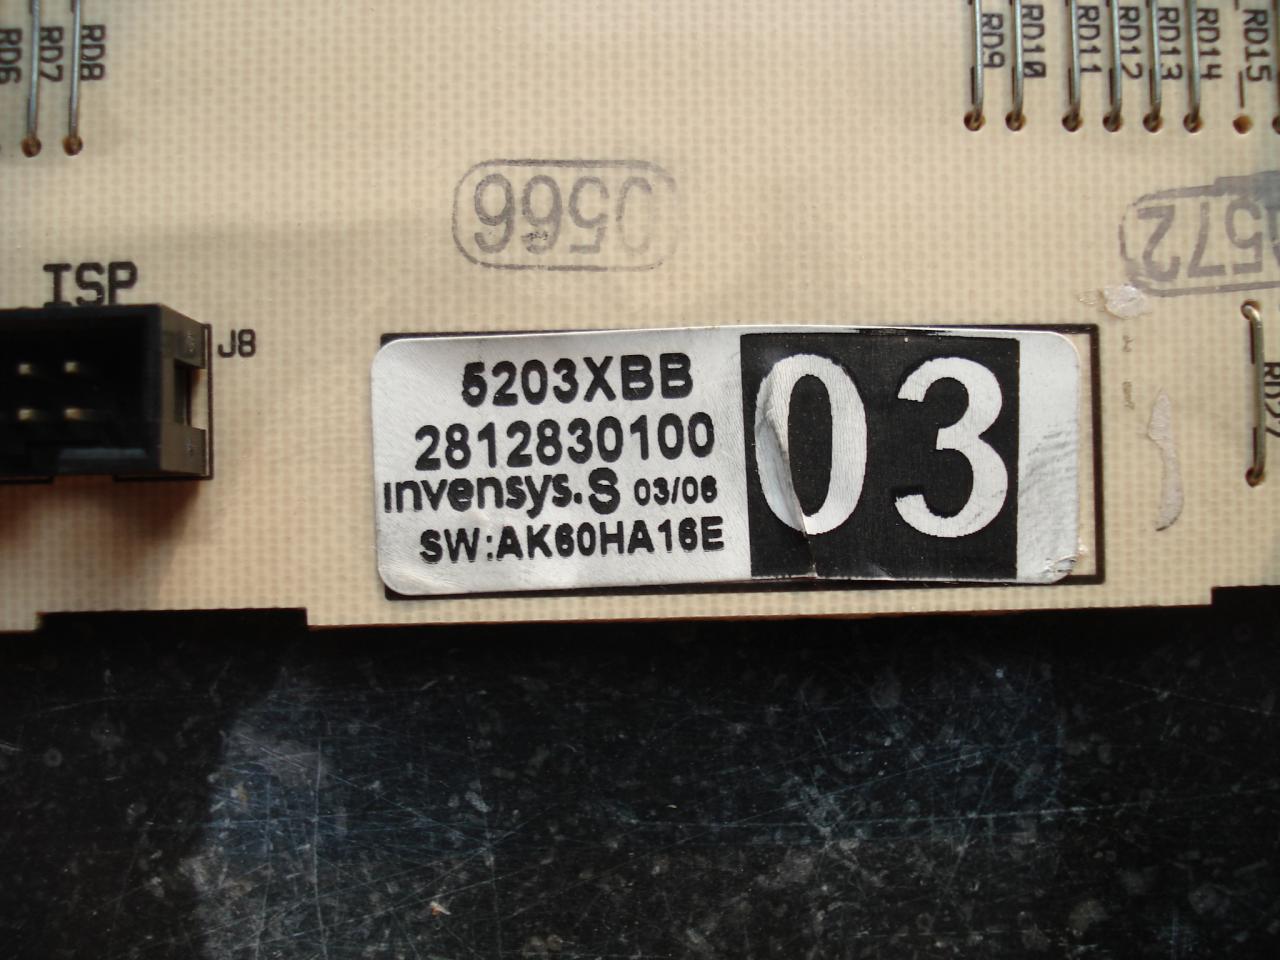 RD6
RD7
RD8
RD9
RD10
RD11
RD12
RD13
RD14
RD15
0566
0572
ISP
J8
5203XBB
2812830100
invensys.S 03/06
SW:AK60HA16E
03